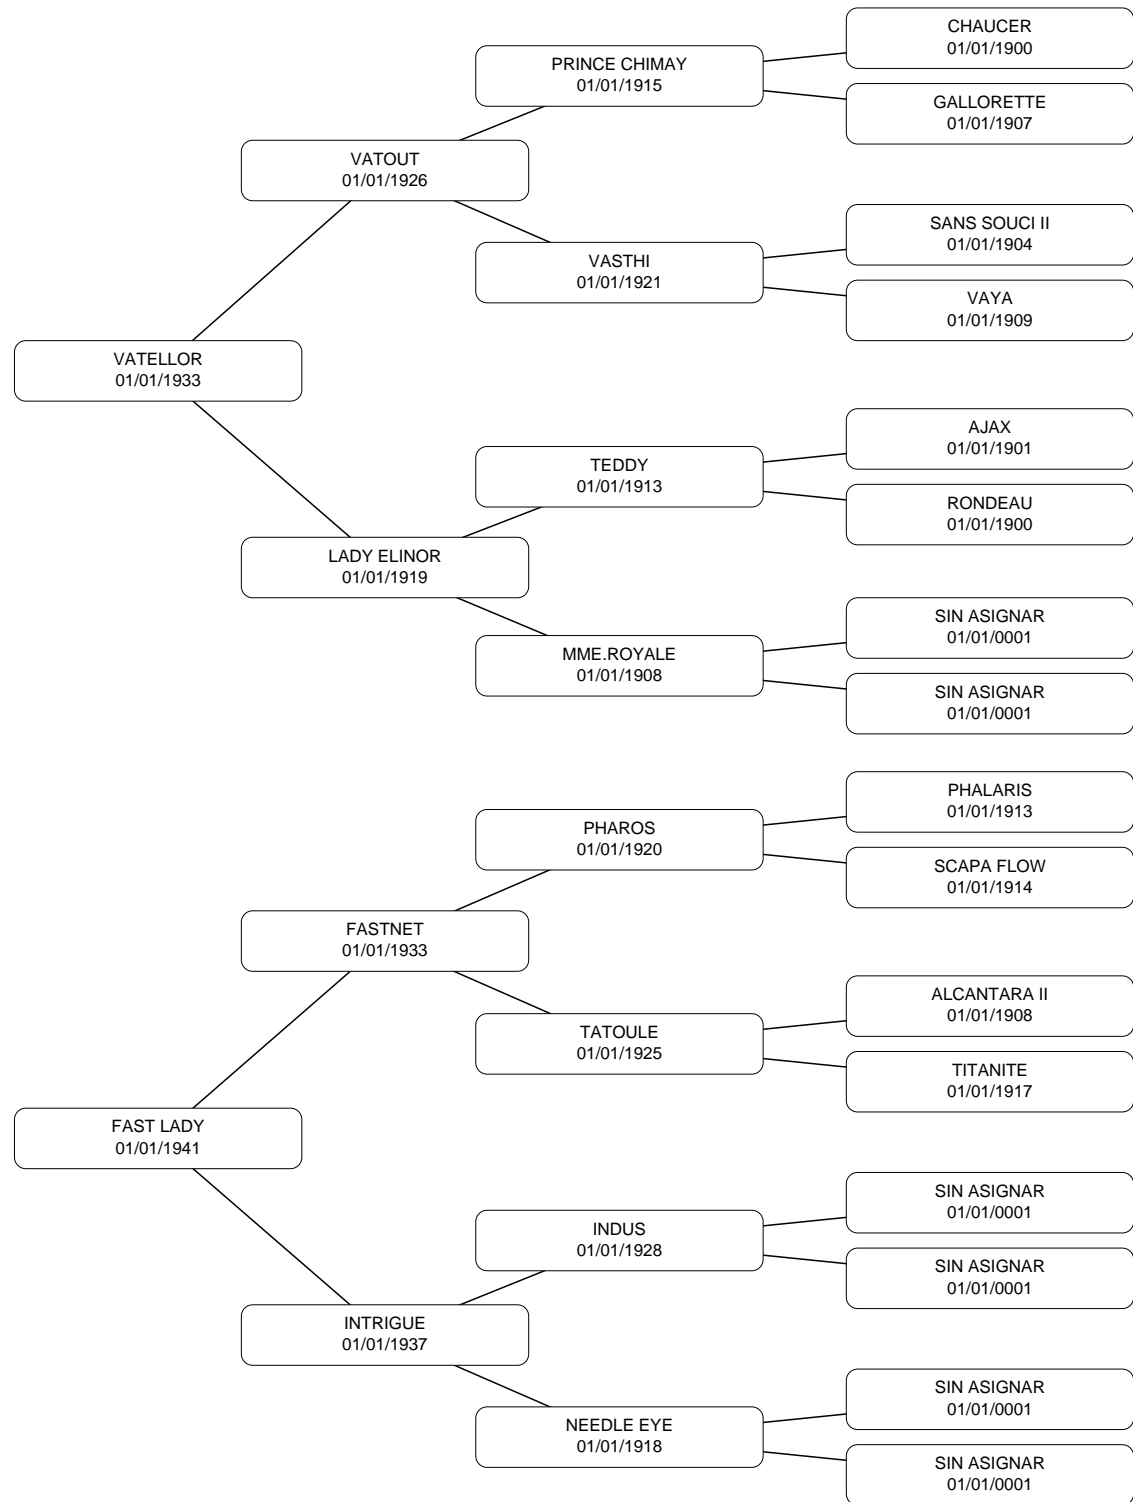 CHAUCER
01/01/1900
PRINCE CHIMAY
01/01/1915
GALLORETTE
01/01/1907
VATOUT
01/01/1926
SANS SOUCI II
01/01/1904
VASTHI
01/01/1921
VAYA
01/01/1909
VATELLOR
01/01/1933
AJAX
01/01/1901
TEDDY
01/01/1913
RONDEAU
01/01/1900
LADY ELINOR
01/01/1919
SIN ASIGNAR
01/01/0001
MME.ROYALE
01/01/1908
SIN ASIGNAR
01/01/0001
PHALARIS
01/01/1913
PHAROS
01/01/1920
SCAPA FLOW
01/01/1914
FASTNET
01/01/1933
ALCANTARA II
01/01/1908
TATOULE
01/01/1925
TITANITE
01/01/1917
FAST LADY
01/01/1941
SIN ASIGNAR
01/01/0001
INDUS
01/01/1928
SIN ASIGNAR
01/01/0001
INTRIGUE
01/01/1937
SIN ASIGNAR
01/01/0001
NEEDLE EYE
01/01/1918
SIN ASIGNAR
01/01/0001